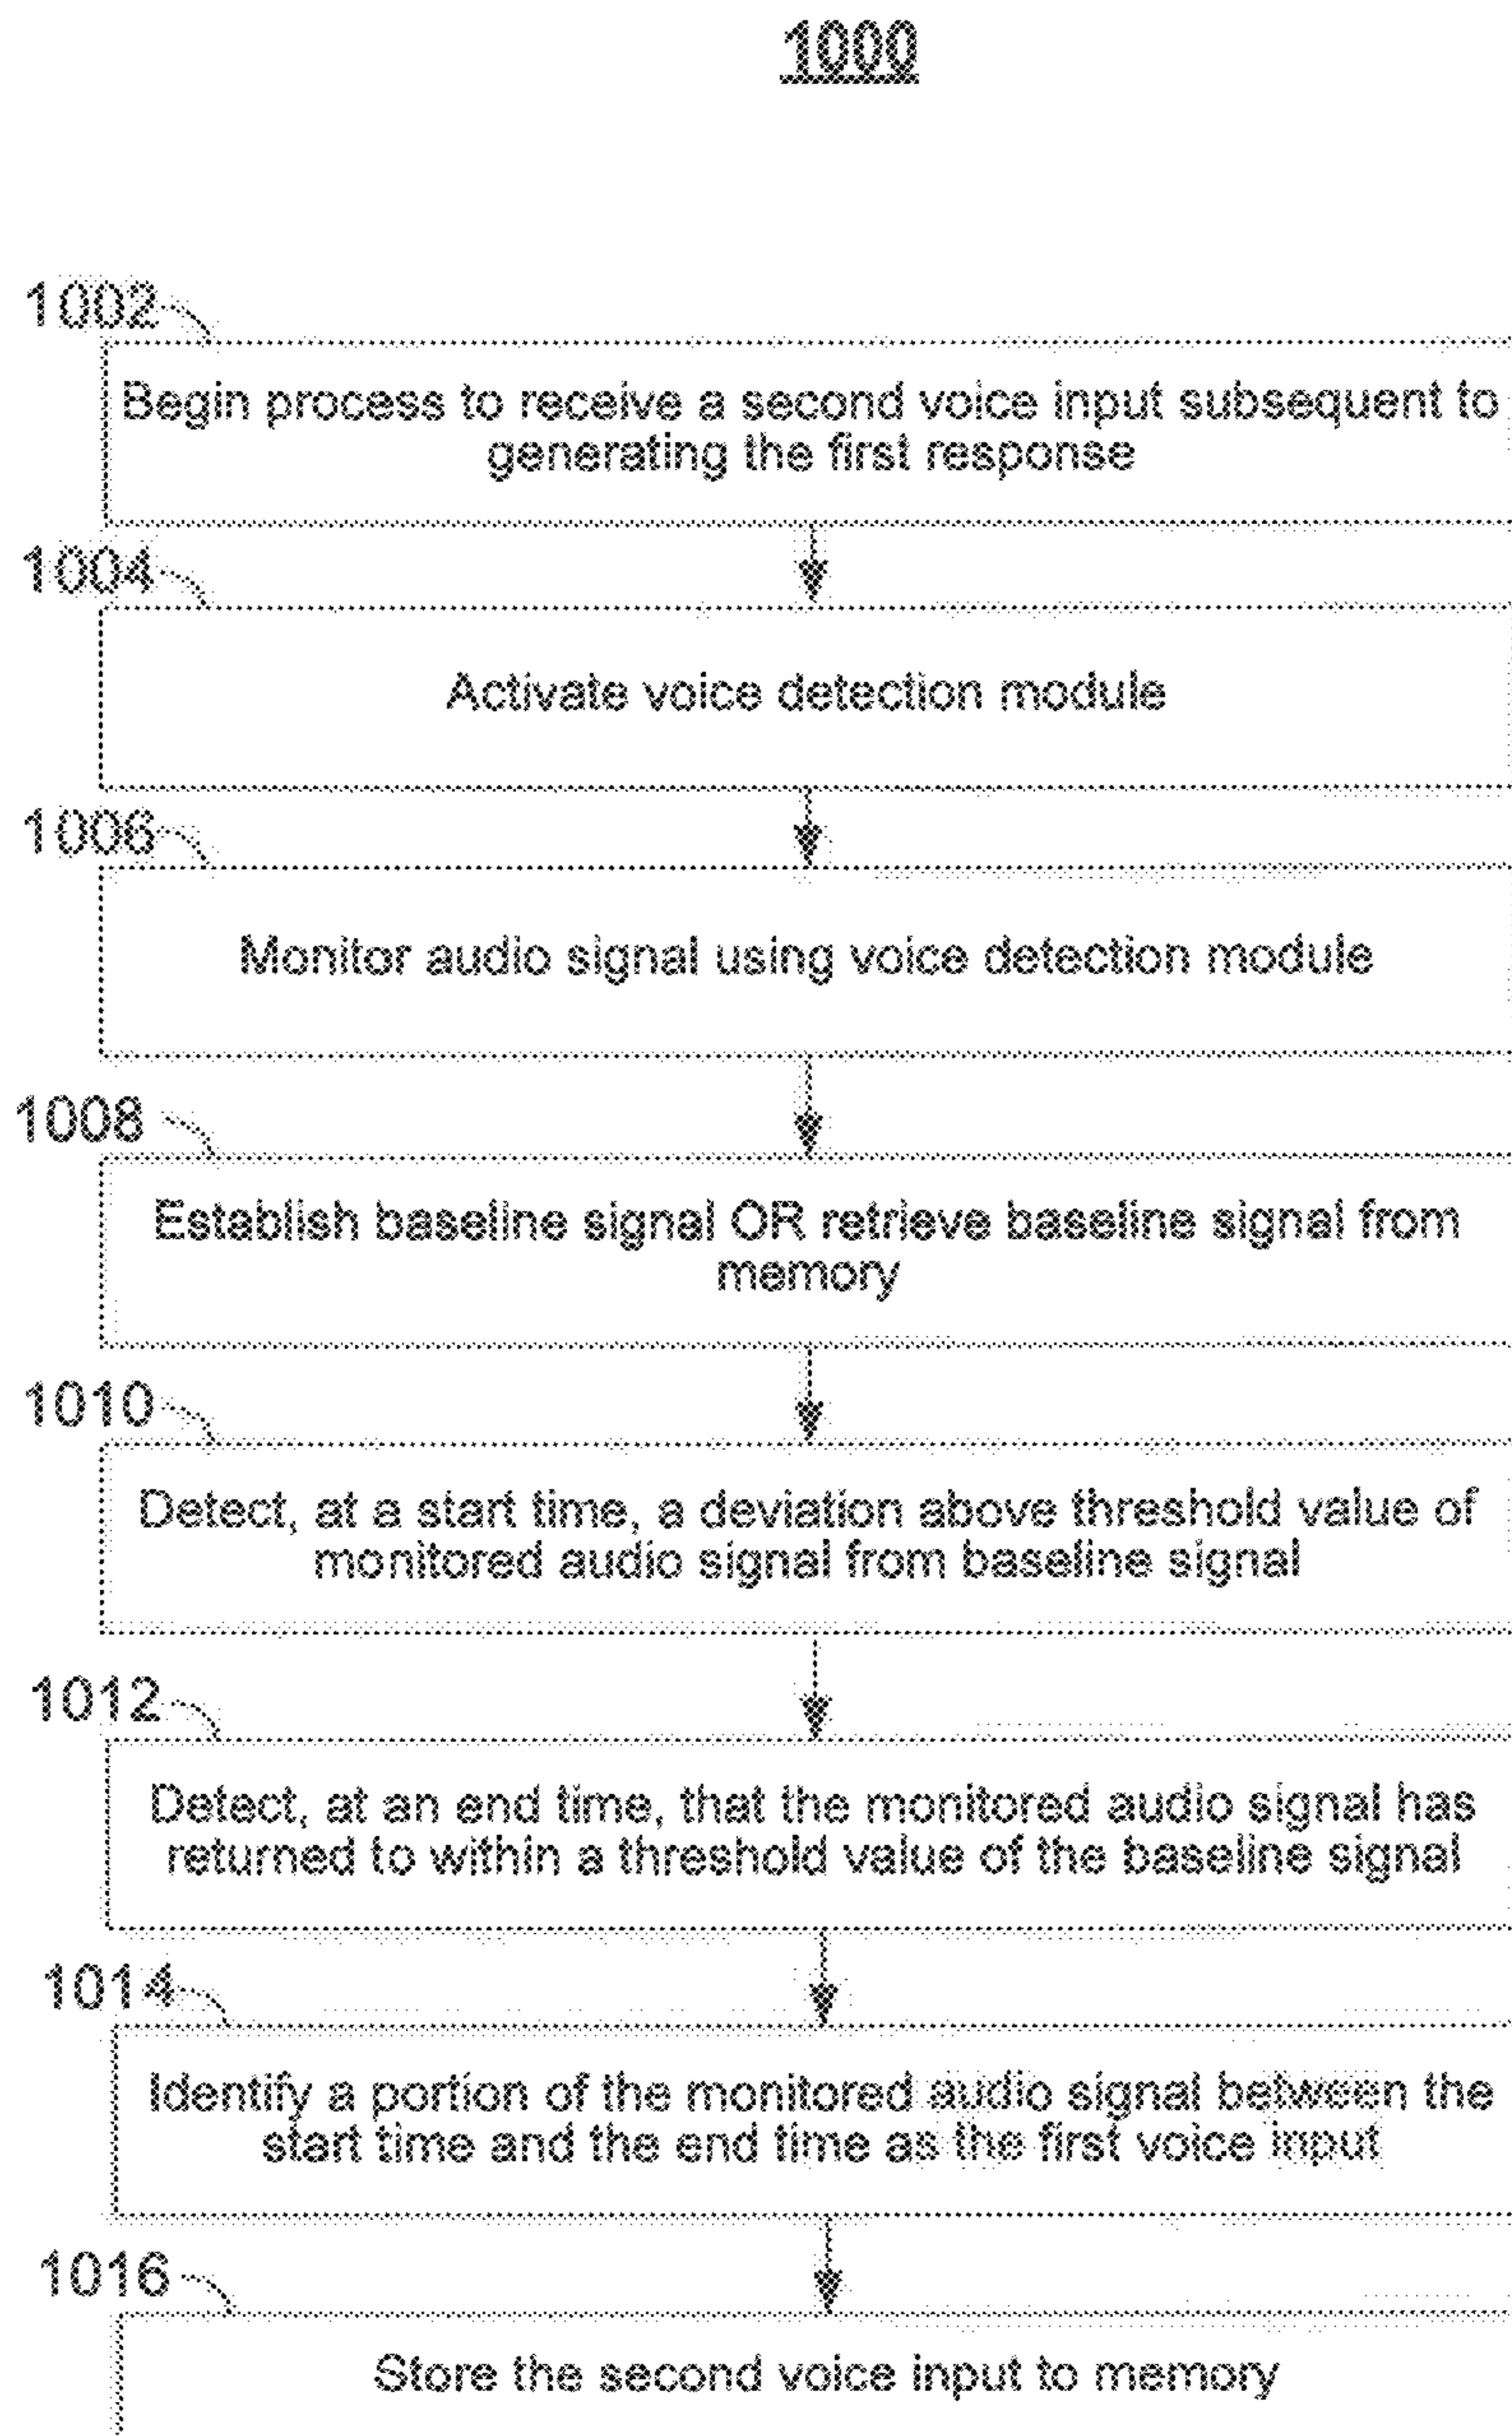 1000
1002
Begin process to receive a second voice input subsequent to
generating the first response
1004
Activate voice detection module
1006
Monitor audio signal using voice detection module
1008
Establish baseline signal OR retrieve baseline signal from
memory
1010
Detect, at a start time, a deviation above threshold value of
monitored audio signal from baseline signal
1012
Detect, at an end time, that the monitored audio signal has
returned to within a threshold value of the baseline signal
1014
Identify a portion of the monitored audio signal between the
start time and the end time as the first voice input
1016
Store the second voice input to memory